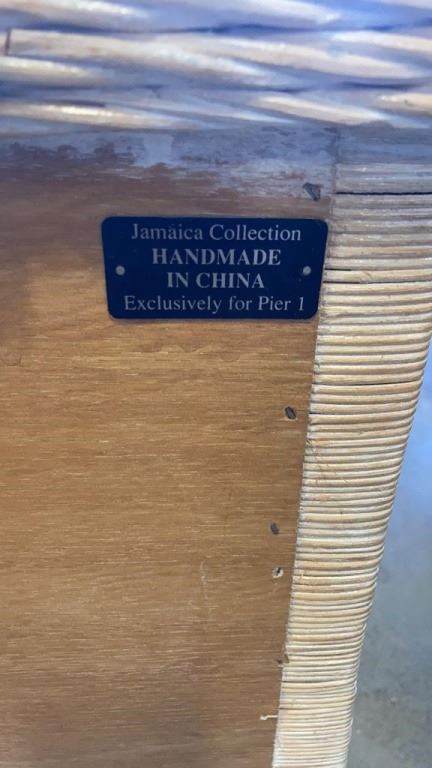 Jamaica Collection
HANDMADE
IN CHINA
Exclusively for Pier 1